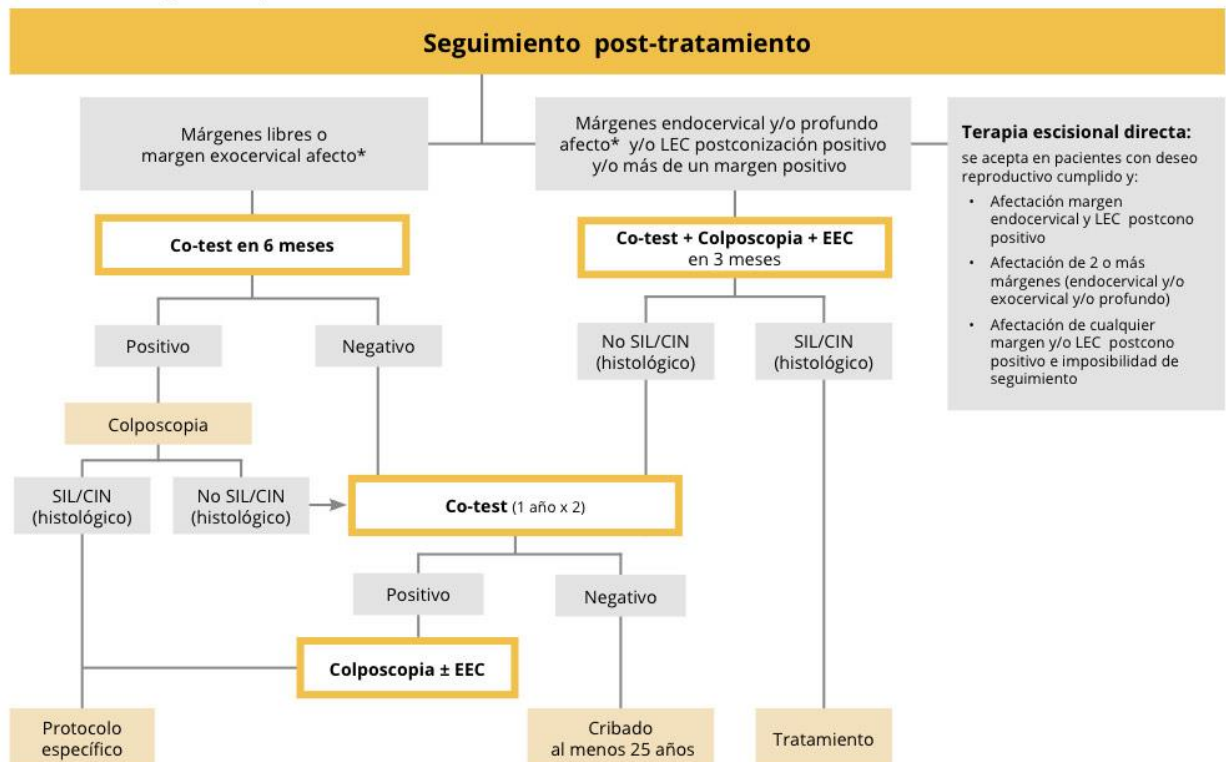 Seguimiento post-tratamiento
Márgenes libres o
margen exocervical afecto*
Márgenes endocervical y/o profundo
afecto* y/o LEC postconización positivo
y/o más de un margen positivo
Terapia escisional directa:
se acepta en pacientes con deseo
reproductivo cumplido y:
• Afectación margen
endocervical y LEC postcono
positivo
• Afectación de 2 o más
márgenes (endocervical y/o
exocervical y/o profundo)
• Afectación de cualquier
margen y/o LEC postcono
positivo e imposibilidad de
seguimiento
Co-test en 6 meses
Co-test + Colposcopia + EEC
en 3 meses
Positivo
Negativo
No SIL/CIN
(histológico)
SIL/CIN
(histológico)
Colposcopia
SIL/CIN
(histológico)
No SIL/CIN
(histológico)
Co-test (1 año x 2)
Positivo
Negativo
Colposcopia ± EEC
Protocolo
específico
Cribado
al menos 25 años
Tratamiento